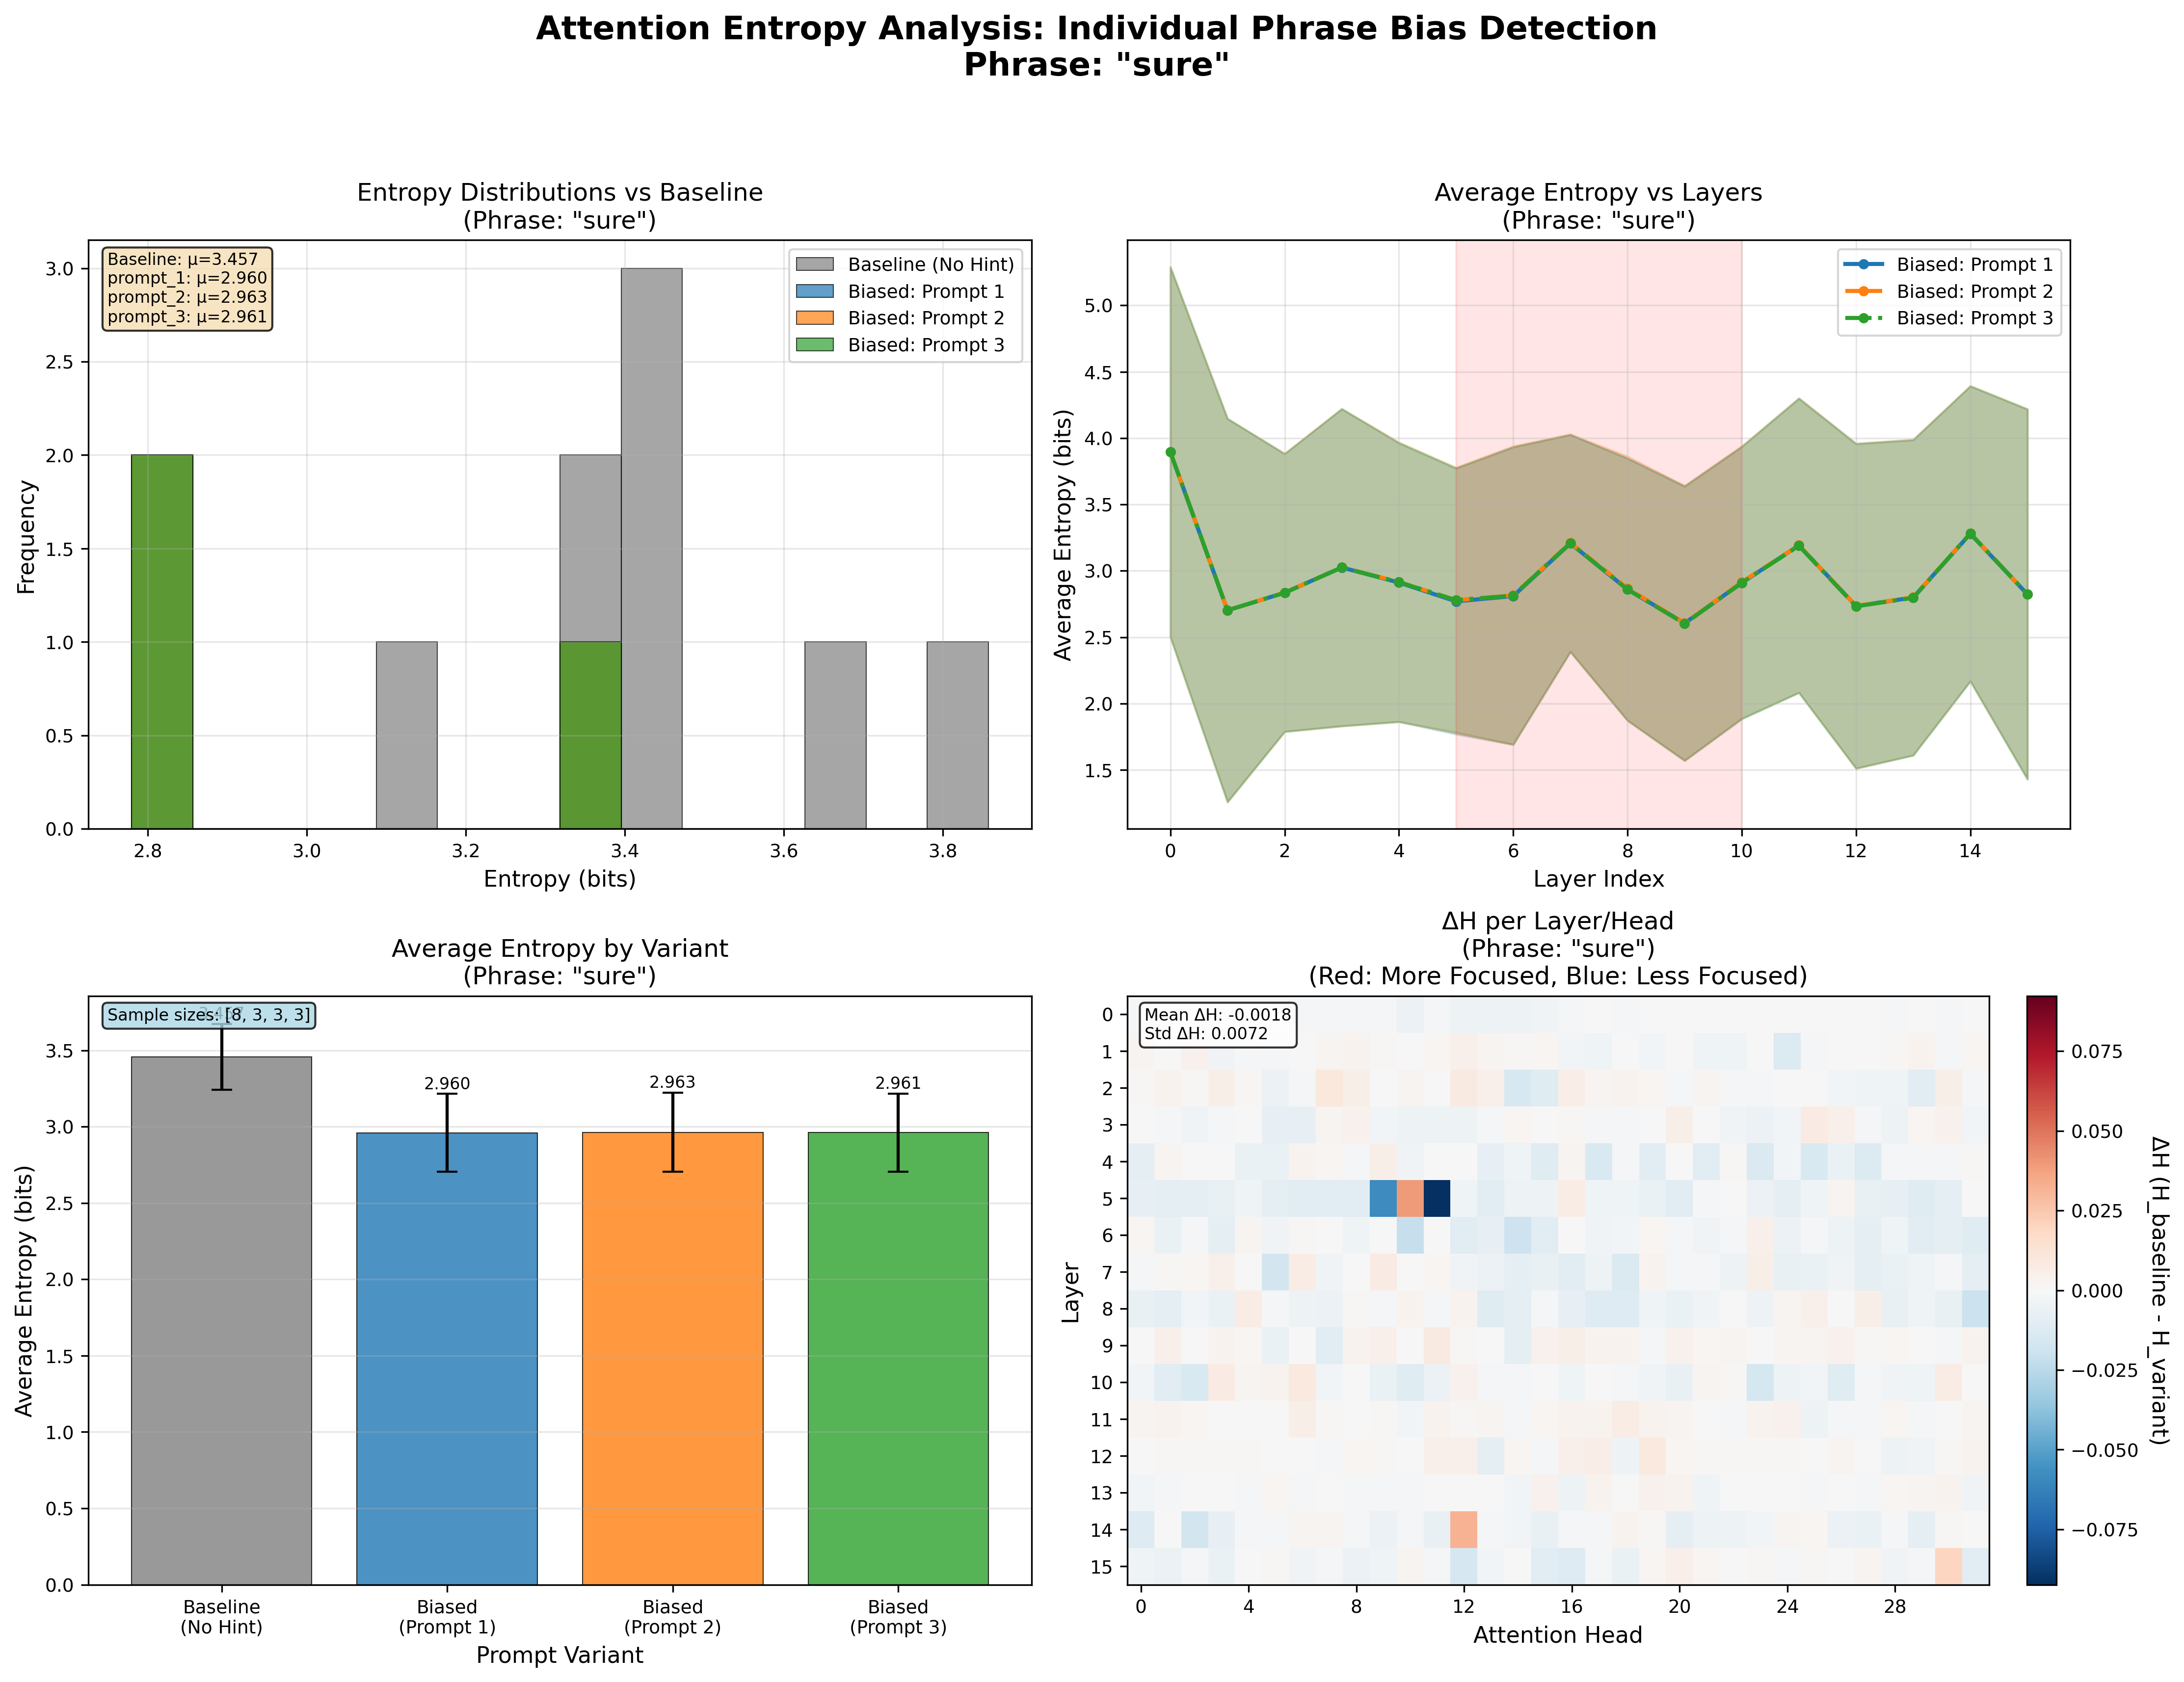 Attention Entropy Analysis: Individual Phrase Bias Detection
Phrase: "sure"
Entropy Distributions vs Baseline
(Phrase: "sure")
Baseline: μ=3.457
prompt_1: μ=2.960
prompt_2: μ=2.963
prompt_3: μ=2.961
Baseline (No Hint)
Biased: Prompt 1
Biased: Prompt 2
Biased: Prompt 3
3.0
2.5
2.0
1.5
1.0
0.5
0.0
Frequency
2.8 3.0 3.2 3.4 3.6 3.8
Entropy (bits)
Average Entropy vs Layers
(Phrase: "sure")
Biased: Prompt 1
Biased: Prompt 2
Biased: Prompt 3
5.0
4.5
4.0
3.5
3.0
2.5
2.0
1.5
Average Entropy (bits)
0 2 4 6 8 10 12 14
Layer Index
Average Entropy by Variant
(Phrase: "sure")
Sample sizes: [8, 3, 3, 3]
2.960
2.963
2.961
3.5
3.0
2.5
2.0
1.5
1.0
0.5
0.0
Average Entropy (bits)
Baseline
(No Hint)
Biased
(Prompt 1)
Biased
(Prompt 2)
Biased
(Prompt 3)
Prompt Variant
ΔH per Layer/Head
(Phrase: "sure")
(Red: More Focused, Blue: Less Focused)
Mean ΔH: -0.0018
Std ΔH: 0.0072
0
1
2
3
4
5
6
7
8
9
10
11
12
13
14
15
Layer
0 4 8 12 16 20 24 28
Attention Head
0.075
0.050
0.025
0.000
−0.025
−0.050
−0.075
ΔH (H_baseline - H_variant)